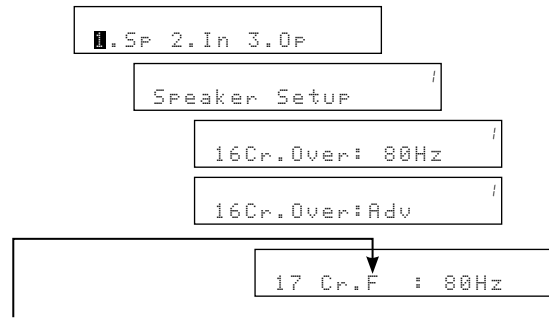 1.Sp 2.In 3.Op
1
Speaker Setup
1
16Cr.Over: 80Hz
1
16Cr.Over:Adv
17 Cr.F : 80Hz